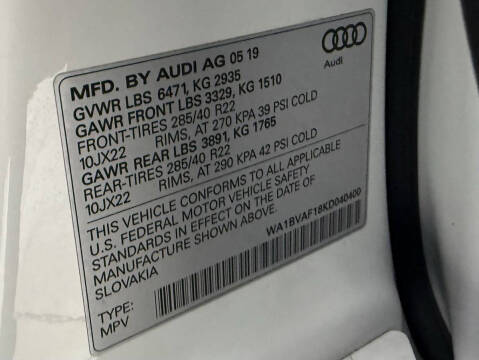 MFD. BY AUDI AG 05 19
GVWR LBS 6471, KG 2935
GAWR FRONT LBS 3329, KG 1510
FRONT-TIRES 285/40 R22
10JX22 RIMS, AT 270 KPA 39 PSI COLD
GAWR REAR LBS 3891, KG 1765
REAR-TIRES 285/40 R22
10JX22 RIMS, AT 290 KPA 42 PSI COLD
THIS VEHICLE CONFORMS TO ALL APPLICABLE
U.S. FEDERAL MOTOR VEHICLE SAFETY
STANDARDS IN EFFECT ON THE DATE OF
MANUFACTURE SHOWN ABOVE.
SLOVAKIA
WA1BVAF18KD040400
TYPE:
MPV
Audi